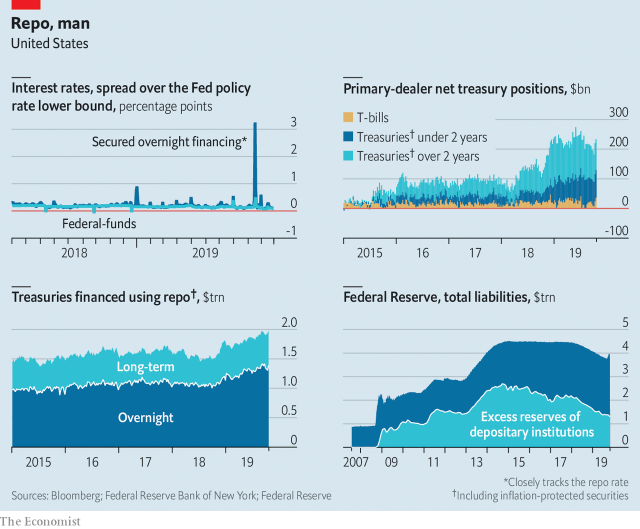 Repo, man
United States
Interest rates, spread over the Fed policy
rate lower bound, percentage points
3
Secured overnight financing*
2
1
0
Federal-funds
-1
2018 2019
Primary-dealer net treasury positions, $bn
T-bills
Treasuries† under 2 years
Treasuries† over 2 years
300
200
100
0
-100
2015 16 17 18 19
Treasuries financed using repo†, $trn
2.0
Long-term
1.5
1.0
Overnight
0.5
0
2015 16 17 18 19
Federal Reserve, total liabilities, $trn
5
4
3
2
Excess reserves of
depositary institutions
1
0
2007 09 11 13 15 17 19
Sources: Bloomberg; Federal Reserve Bank of New York; Federal Reserve
*Closely tracks the repo rate
†Including inflation-protected securities
The Economist